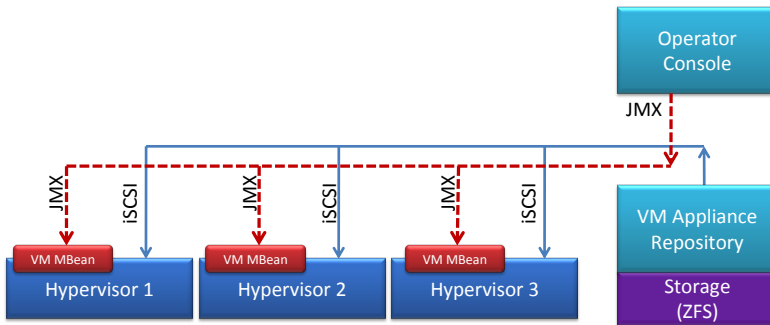 Operator
Console
JMX
JMX
iSCSI
JMX
iSCSI
JMX
iSCSI
VM MBean
VM MBean
VM MBean
Hypervisor 1
Hypervisor 2
Hypervisor 3
VM Appliance
Repository
Storage
(ZFS)